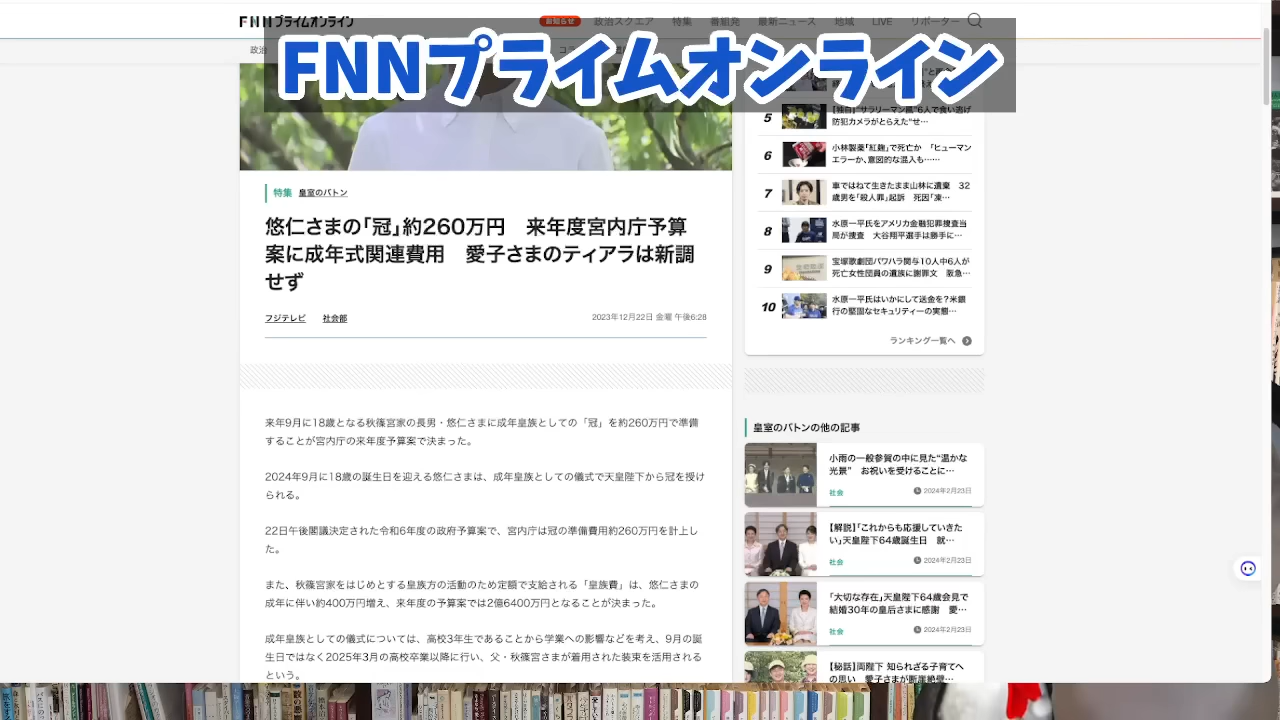 FNNプライムオンライン
お知らせ
政治スクエア
特集
番組発
最新ニュース
地域
LIVE
リポーター
政治
FNNプライムオンライン
特集 皇室のバトン
悠仁さまの「冠」約260万円　来年度宮内庁予算
案に成年式関連費用　愛子さまのティアラは新調
せず
フジテレビ 社会部
2023年12月22日 金曜 午後6:28
来年9月に18歳となる秋篠宮家の長男・悠仁さまに成年皇族としての「冠」を約260万円で準備
することが宮内庁の来年度予算案で決まった。
2024年9月に18歳の誕生日を迎える悠仁さまは、成年皇族としての儀式で天皇陛下から冠を授け
られる。
22日午後閣議決定された令和6年度の政府予算案で、宮内庁は冠の準備費用約260万円を計上し
た。
また、秋篠宮家をはじめとする皇族方の活動のため定額で支給される「皇族費」は、悠仁さまの
成年に伴い約400万円増え、来年度の予算案では2億6400万円となることが決まった。
成年皇族としての儀式については、高校3年生であることから学業への影響などを考え、9月の誕
生日ではなく2025年3月の高校卒業以降に行い、父・秋篠宮さまが着用された装束を活用される
という。
5
【独自】“サラリーマン風”6人で食い逃げ
防犯カメラがとらえた“せ…
6
小林製薬「紅麹」で死亡か　「ヒューマン
エラーか、意図的な混入も……
7
車ではねて生きたまま山林に遺棄　32
歳男を「殺人罪」起訴　死因「凍…
8
水原一平氏をアメリカ金融犯罪捜査当
局が捜査　大谷翔平選手は勝手に…
9
宝塚歌劇団パワハラ関与10人中6人が
死亡女性団員の遺族に謝罪文　阪急…
10
水原一平氏はいかにして送金を?米銀
行の堅固なセキュリティーの実態…
ランキング一覧へ
皇室のバトンの他の記事
小雨の一般参賀の中に見た“温かな
光景”　お祝いを受けることに…
社会 2024年2月23日
【解説】「これからも応援していきた
い」天皇陛下64歳誕生日　就…
社会 2024年2月23日
「大切な存在」天皇陛下64歳会見で
結婚30年の皇后さまに感謝　愛…
社会 2024年2月23日
【秘話】両陛下 知られざる子育てへ
の思い　愛子さまが断崖絶壁…